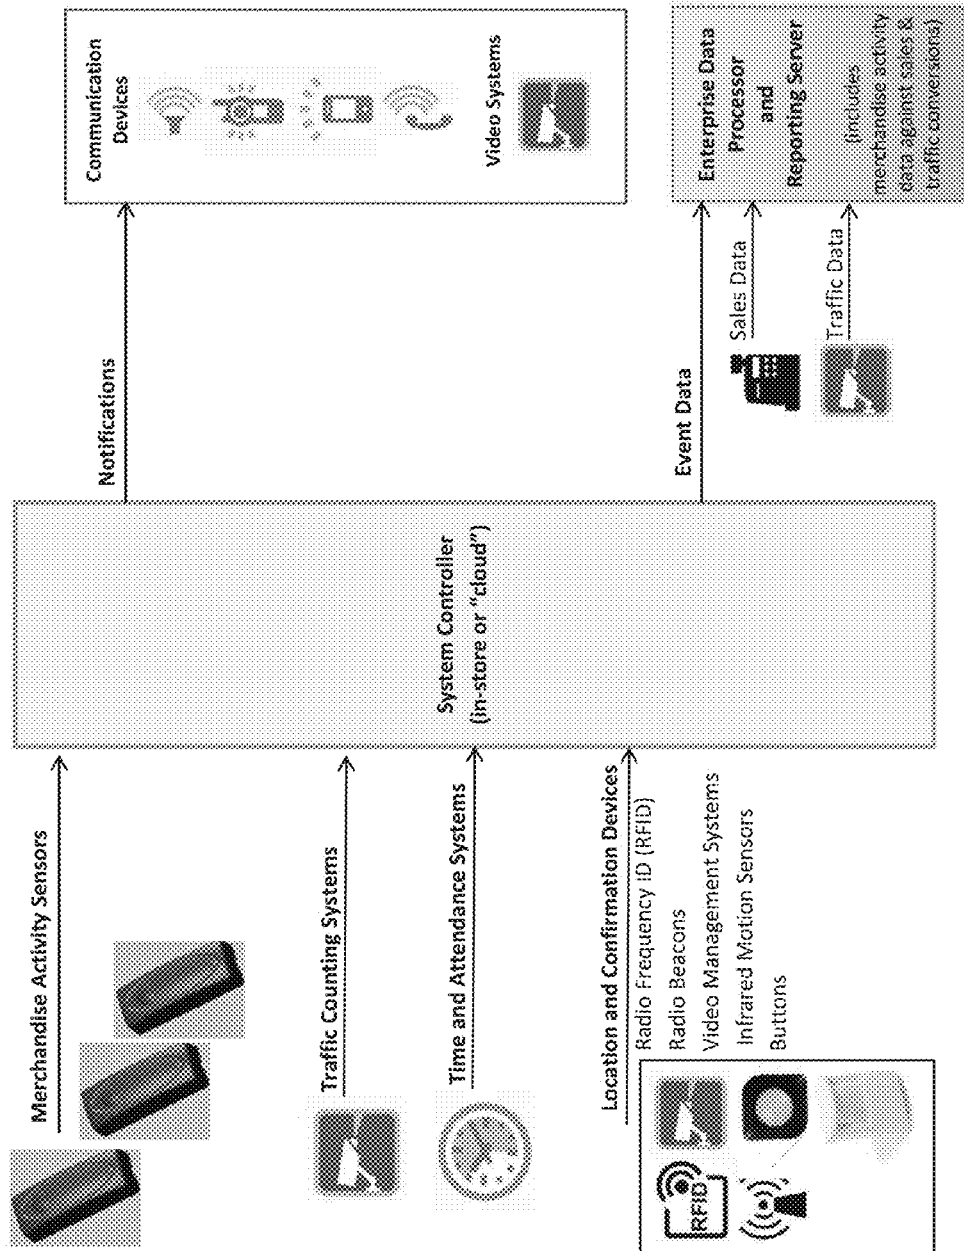 Merchandise Activity Sensors
Traffic Counting Systems
Time and Attendance Systems
Location and Confirmation Devices
Radio Frequency ID (RFID)
Radio Beacons
Video Management Systems
Infrared Motion Sensors
Buttons
RFID
System Controller
(in-store or “cloud”)
Notifications
Communication
Devices
Video Systems
Event Data
Sales Data
Traffic Data
Enterprise Data
Processor
and
Reporting Server
(includes
merchandise activity
data against sales &
traffic conversions)